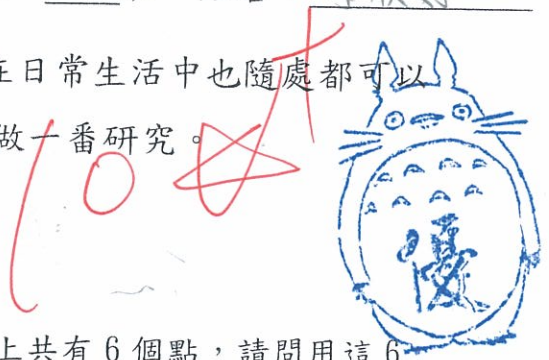 在日常生活中也隨處都可以
做一番研究。
10
優
上共有6個點，請問用這6